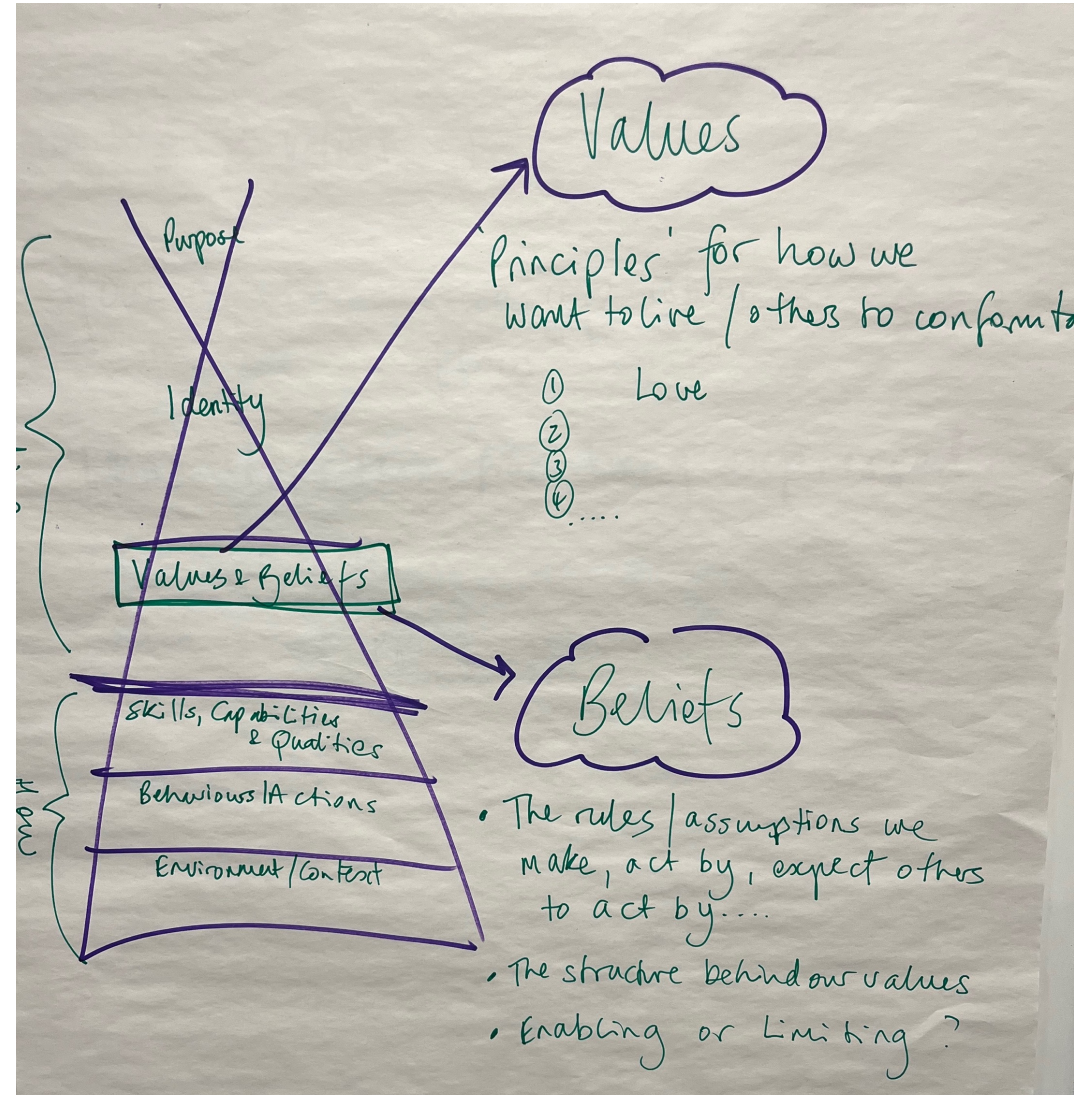 Values
Purpose
'Principles' for how we
want to live / others to conform to
① Love
②
③
④.....
Identity
Values & Beliefs
Beliefs
Skills, Capabilities
& Qualities
Behaviours/Actions
Environment/Context
How
• The rules/assumptions we
make, act by, expect others
to act by....
• The structure behind our values
• Enabling or Limiting ?